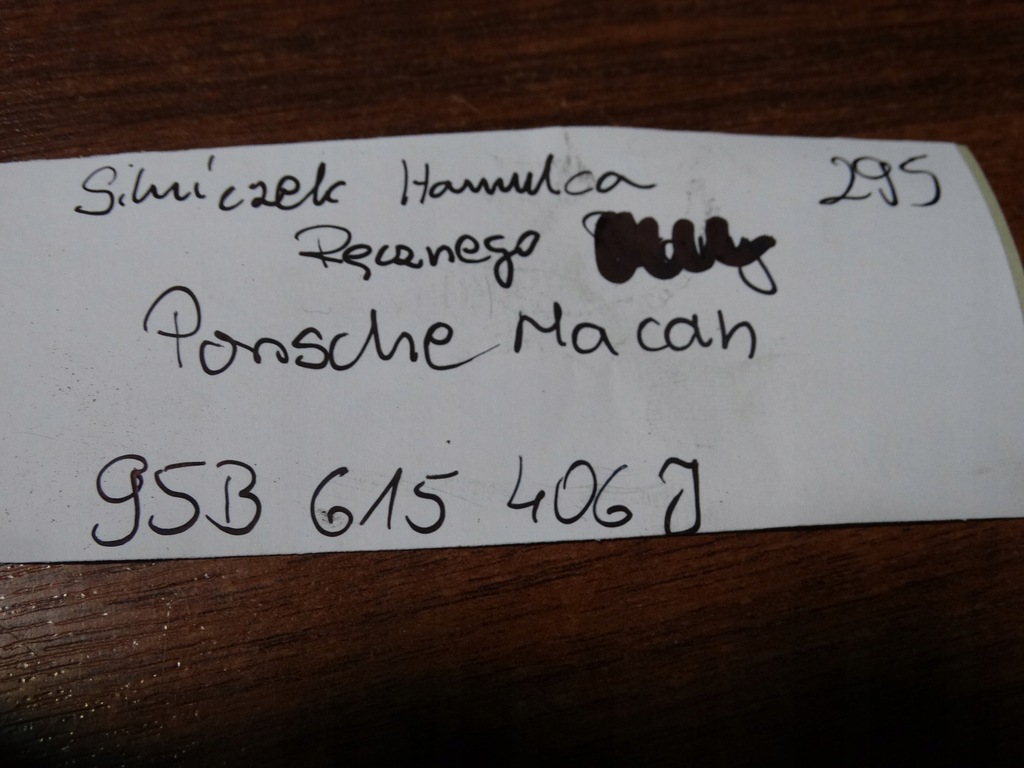 Silniczek Hamulca 295
Ręcznego
Porsche Macan
95B 615 406 J